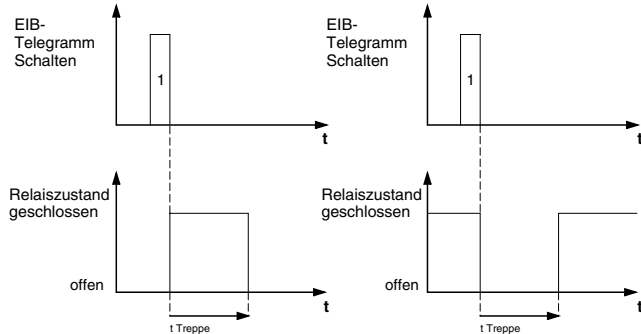 EIB-
Telegramm
Schalten
1
t
EIB-
Telegramm
Schalten
1
t
Relaiszustand
geschlossen
offen
t
t Treppe
Relaiszustand
geschlossen
offen
t
t Treppe